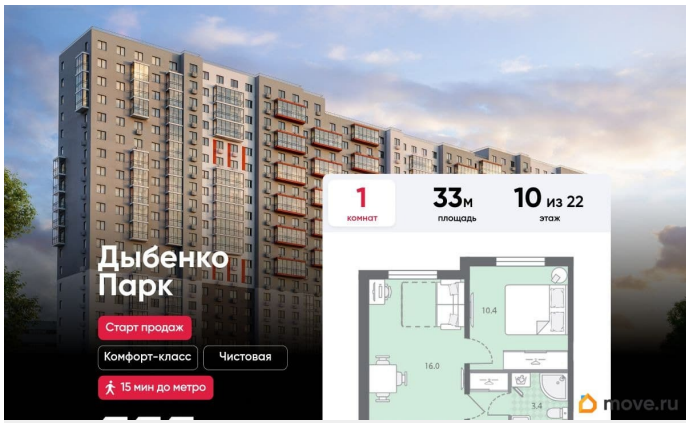 1
комнат
33м
площадь
10 из 22
этаж
Дыбенко
Парк
Старт продаж
Комфорт-класс
Чистовая
15 мин до метро
10.4
16.0
3.4
move.ru